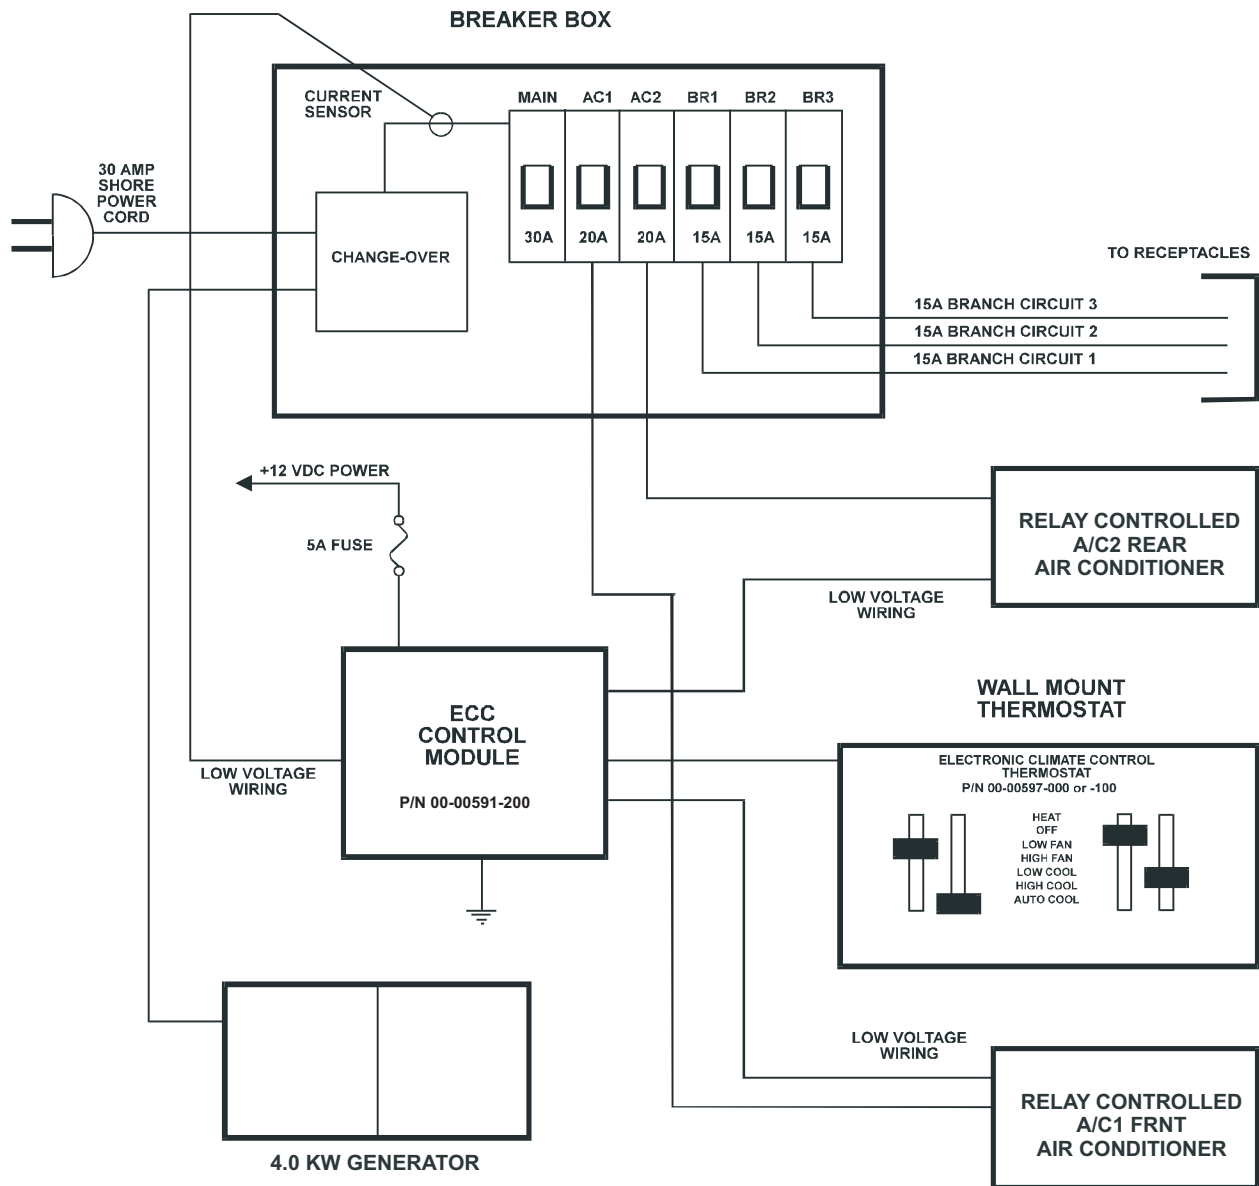 BREAKER BOX
CURRENT
SENSOR
MAIN AC1 AC2 BR1 BR2 BR3
30A 20A 20A 15A 15A 15A
30 AMP
SHORE
POWER
CORD
CHANGE-OVER
TO RECEPTACLES
15A BRANCH CIRCUIT 3
15A BRANCH CIRCUIT 2
15A BRANCH CIRCUIT 1
+12 VDC POWER
5A FUSE
RELAY CONTROLLED
A/C2 REAR
AIR CONDITIONER
LOW VOLTAGE
WIRING
ECC
CONTROL
MODULE
P/N 00-00591-200
LOW VOLTAGE
WIRING
WALL MOUNT
THERMOSTAT
ELECTRONIC CLIMATE CONTROL
THERMOSTAT
P/N 00-00597-000 or -100
HEAT
OFF
LOW FAN
HIGH FAN
LOW COOL
HIGH COOL
AUTO COOL
LOW VOLTAGE
WIRING
RELAY CONTROLLED
A/C1 FRNT
AIR CONDITIONER
4.0 KW GENERATOR